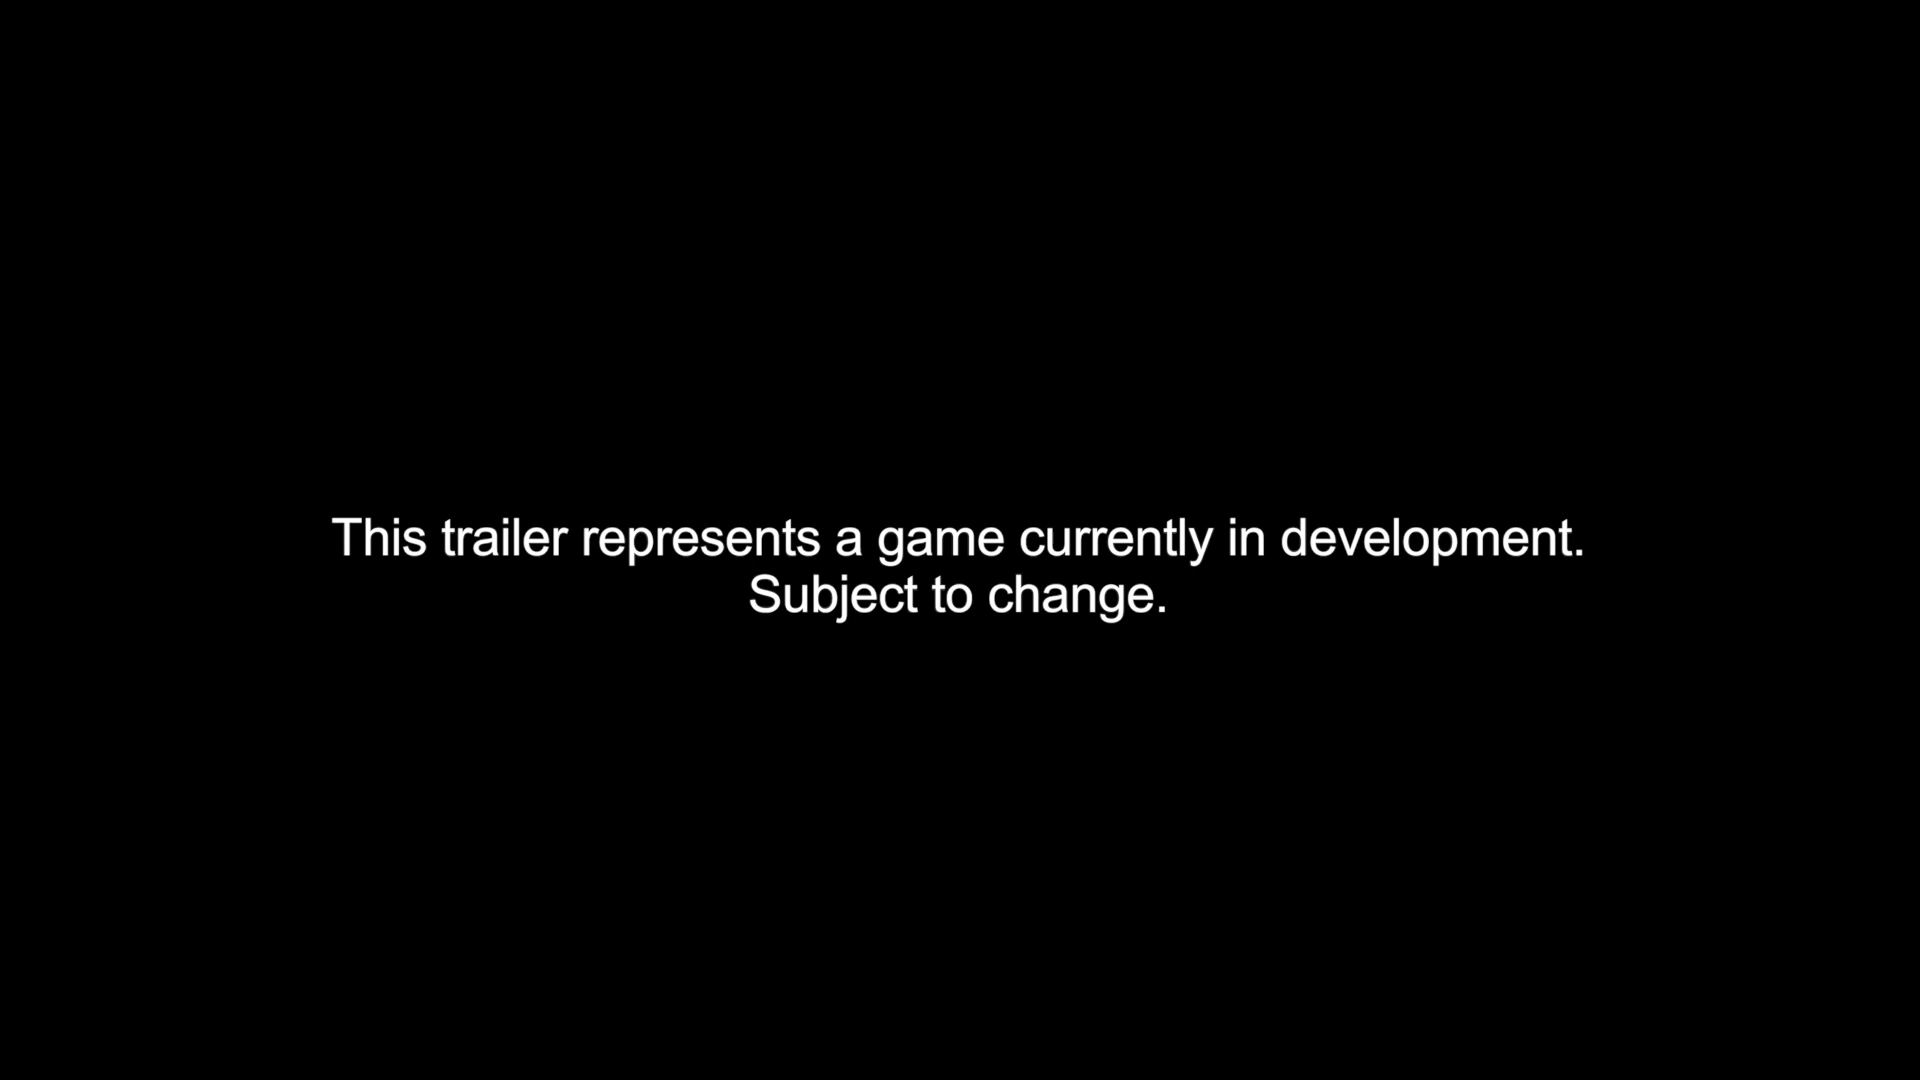 This trailer represents a game currently in development.
Subject to change.